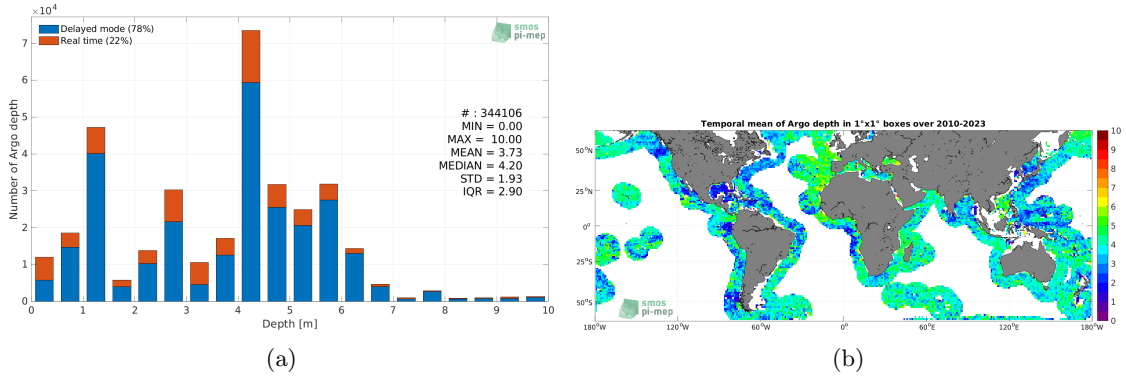 ×10⁴
Delayed mode (78%)
Real time (22%)
smos
pi-mep
7
6
5
4
3
2
1
0
Number of Argo depth
# : 344106
MIN = 0.00
MAX = 10.00
MEAN = 3.73
MEDIAN = 4.20
STD = 1.93
IQR = 2.90
0 1 2 3 4 5 6 7 8 9 10
Depth [m]
(a)
Temporal mean of Argo depth in 1°x1° boxes over 2010-2023
50°N
25°N
0°
25°S
50°S
smos
pi-mep
180°W 120°W 60°W 0° 60°E 120°E 180°W
10
9
8
7
6
5
4
3
2
1
0
(b)